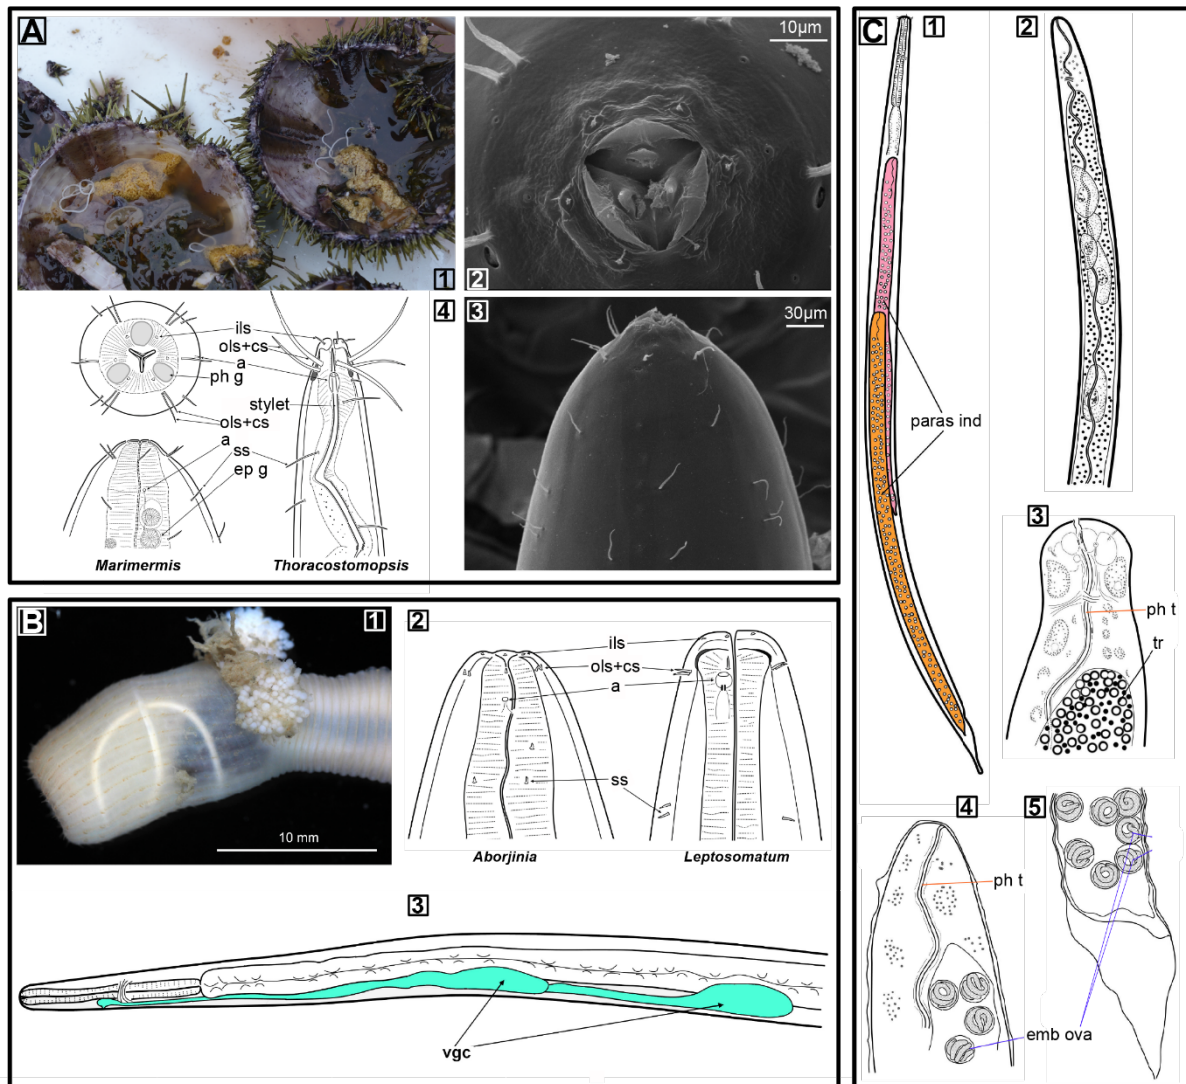 A
1
10µm
2
4
3
30µm
ils
ols+cs
a
ph g
stylet
ols+cs
a
ss
ep g
Marimermis
Thoracostomopsis
B
1
10 mm
2
ils
ols+cs
a
ss
Aborjinia
Leptosomatum
3
vgc
C
1
2
paras ind
3
ph t
tr
4
5
ph t
emb ova